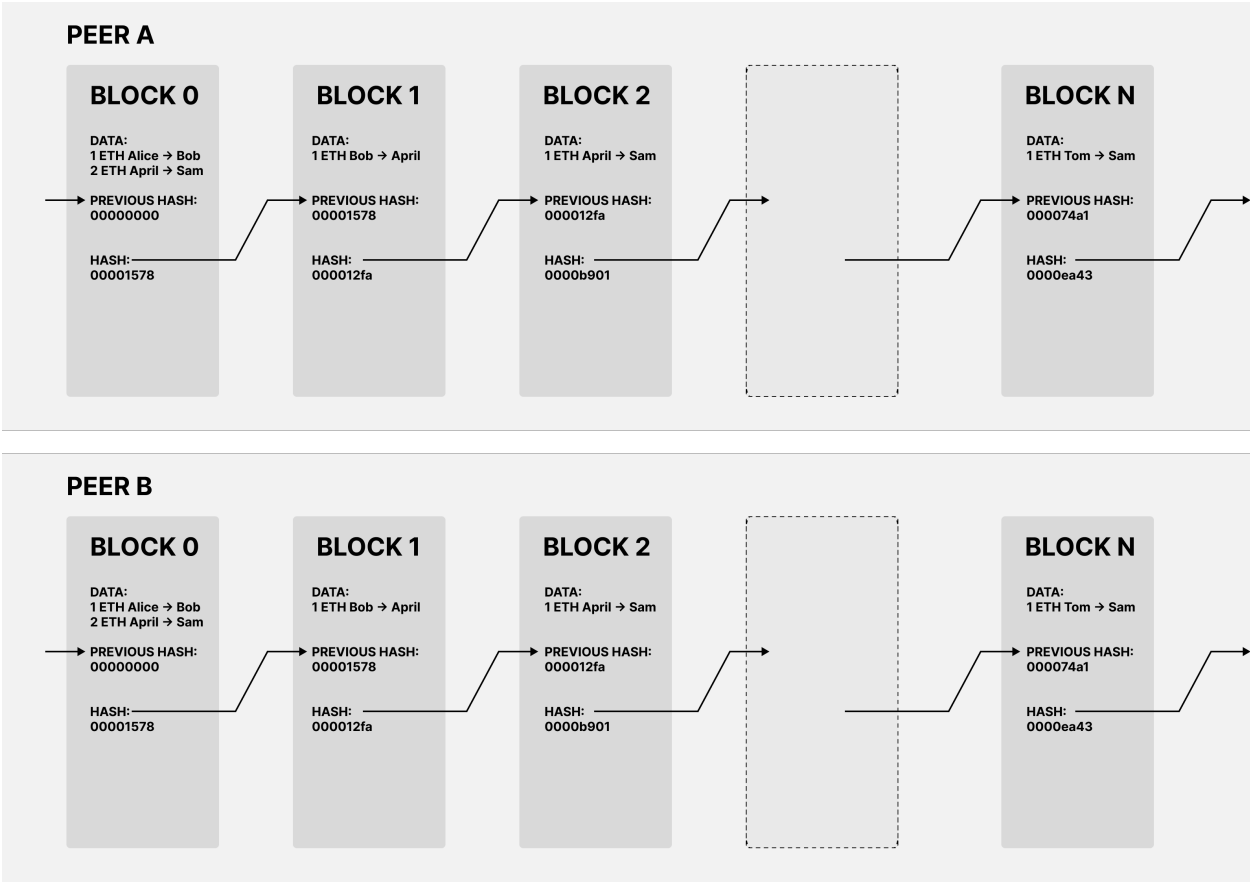 PEER A
BLOCK 0
DATA:
1 ETH Alice → Bob
2 ETH April → Sam
PREVIOUS HASH:
00000000
HASH:
00001578
BLOCK 1
DATA:
1 ETH Bob → April
PREVIOUS HASH:
00001578
HASH:
000012fa
BLOCK 2
DATA:
1 ETH April → Sam
PREVIOUS HASH:
000012fa
HASH:
0000b901
BLOCK N
DATA:
1 ETH Tom → Sam
PREVIOUS HASH:
000074a1
HASH:
0000ea43
PEER B
BLOCK 0
DATA:
1 ETH Alice → Bob
2 ETH April → Sam
PREVIOUS HASH:
00000000
HASH:
00001578
BLOCK 1
DATA:
1 ETH Bob → April
PREVIOUS HASH:
00001578
HASH:
000012fa
BLOCK 2
DATA:
1 ETH April → Sam
PREVIOUS HASH:
000012fa
HASH:
0000b901
BLOCK N
DATA:
1 ETH Tom → Sam
PREVIOUS HASH:
000074a1
HASH:
0000ea43